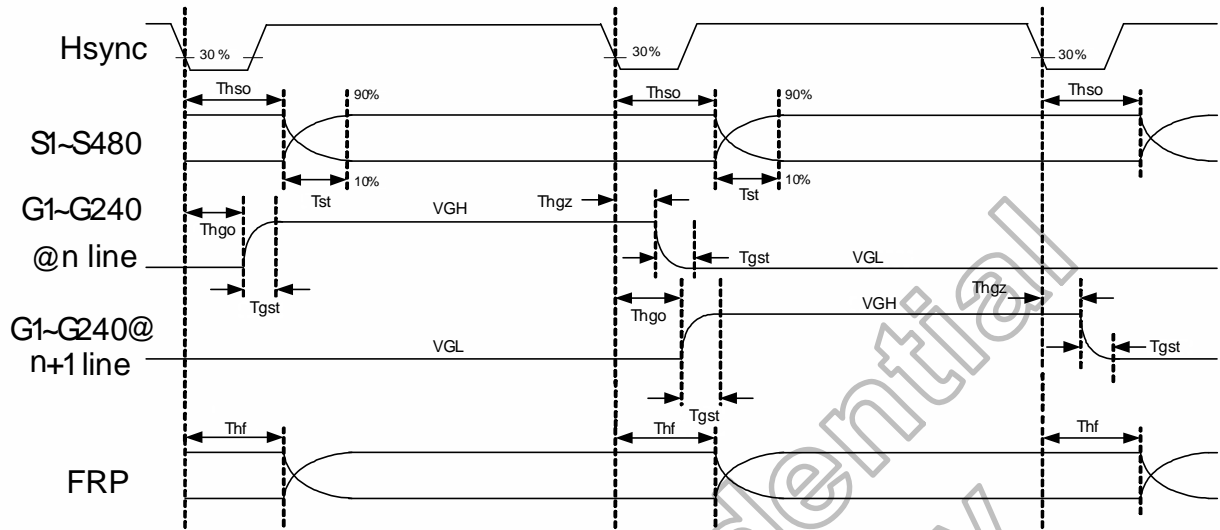 Hsync
30%
30%
30%
Thso
90%
Thso
90%
Thso
S1~S480
Tst
10%
Tst
10%
G1~G240
@n line
Thgo
VGH
Thgz
Tgst
VGL
Tgst
Thgo
Thgz
VGH
G1~G240@
n+1 line
VGL
Tgst
Tgst
Thf
Thf
Thf
FRP